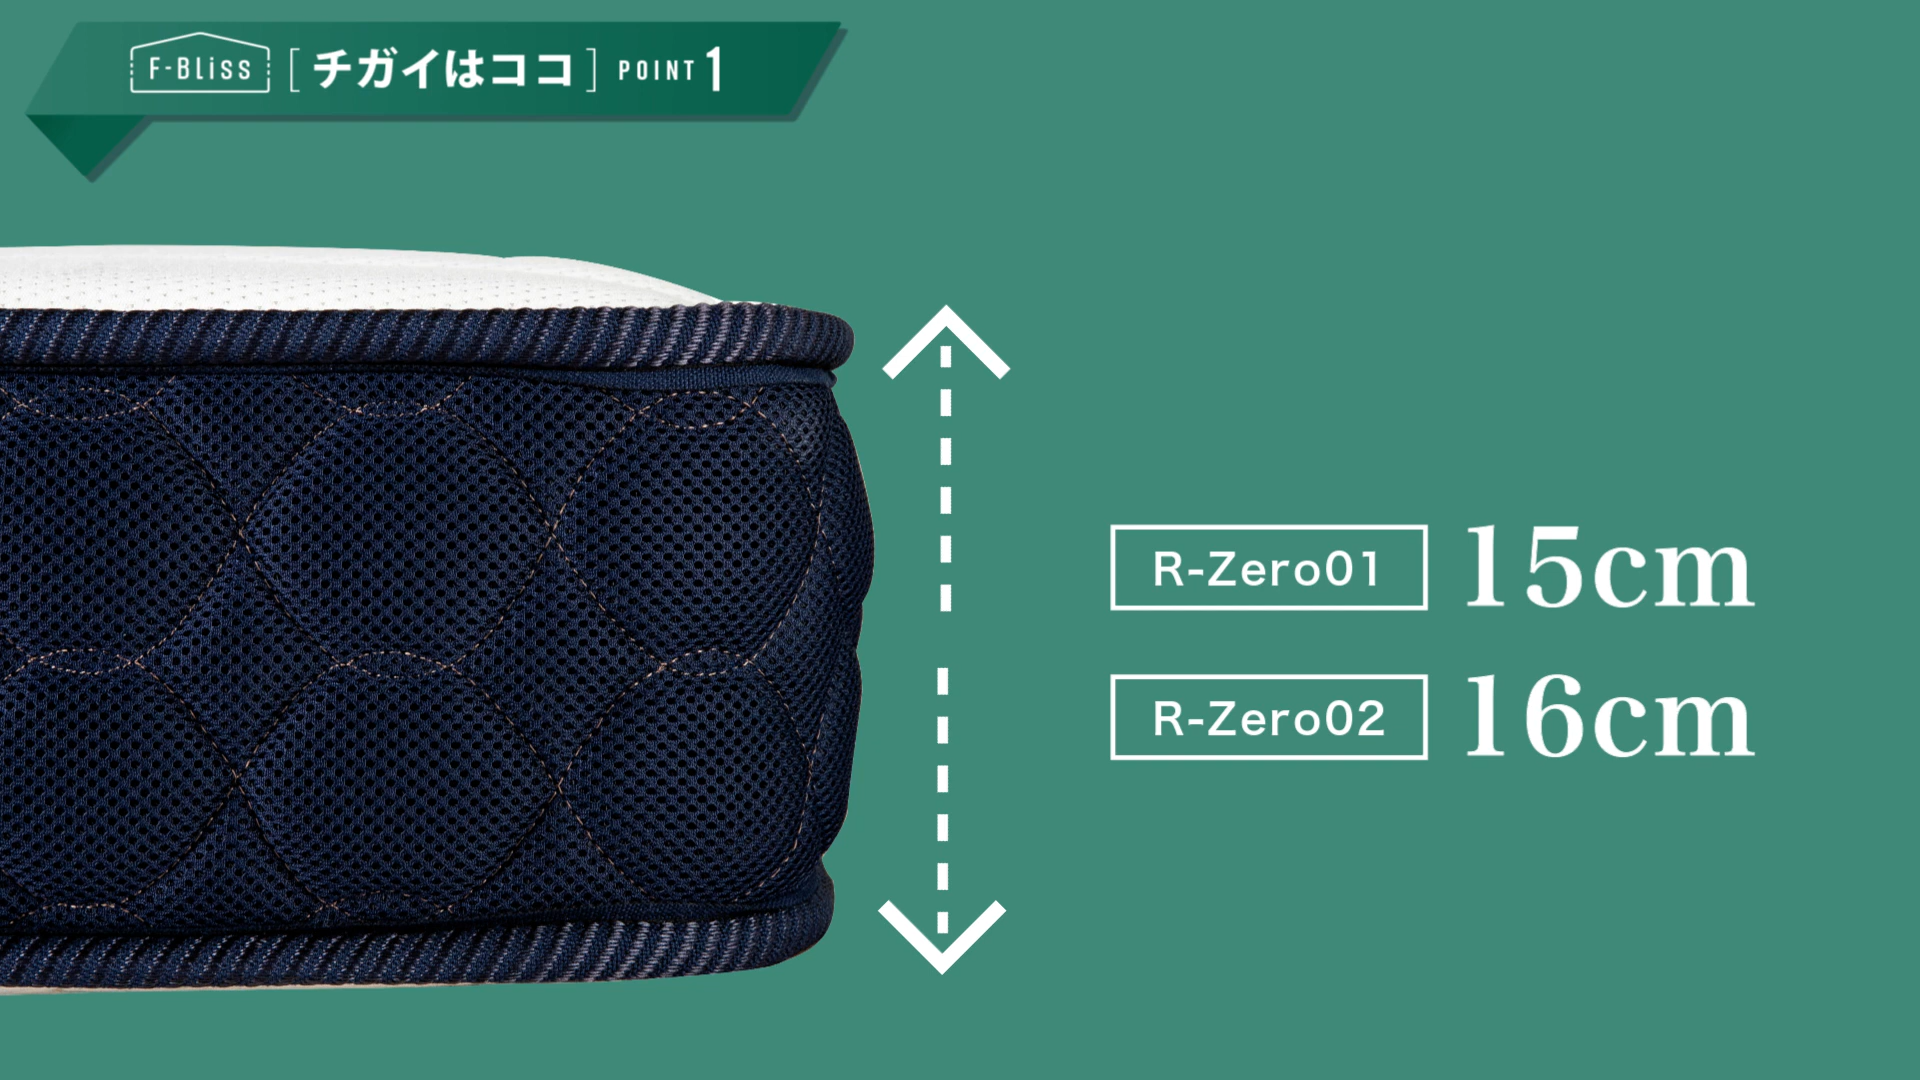 F-BLiSS [チガイはココ] POINT 1
R-Zero01 15cm
R-Zero02 16cm